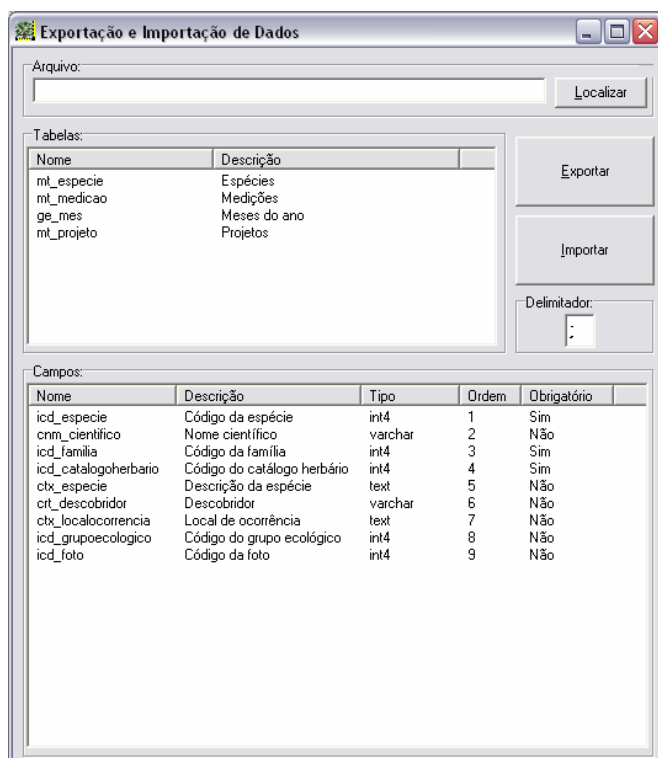 Exportação e Importação de Dados
Arquivo:
Localizar
Tabelas:
Nome Descrição
mt_especie Espécies
mt_medicao Medições
ge_mes Meses do ano
mt_projeto Projetos
Exportar
Importar
Delimitador:
;
Campos:
Nome Descrição Tipo Ordem Obrigatório
icd_especie Código da espécie int4 1 Sim
cnm_cientifico Nome científico varchar 2 Não
icd_familia Código da família int4 3 Sim
icd_catalogoherbario Código do catálogo herbário int4 4 Sim
ctx_especie Descrição da espécie text 5 Não
crt_descobridor Descobridor varchar 6 Não
ctx_localocorrencia Local de ocorrência text 7 Não
icd_grupoecologico Código do grupo ecológico int4 8 Não
icd_foto Código da foto int4 9 Não